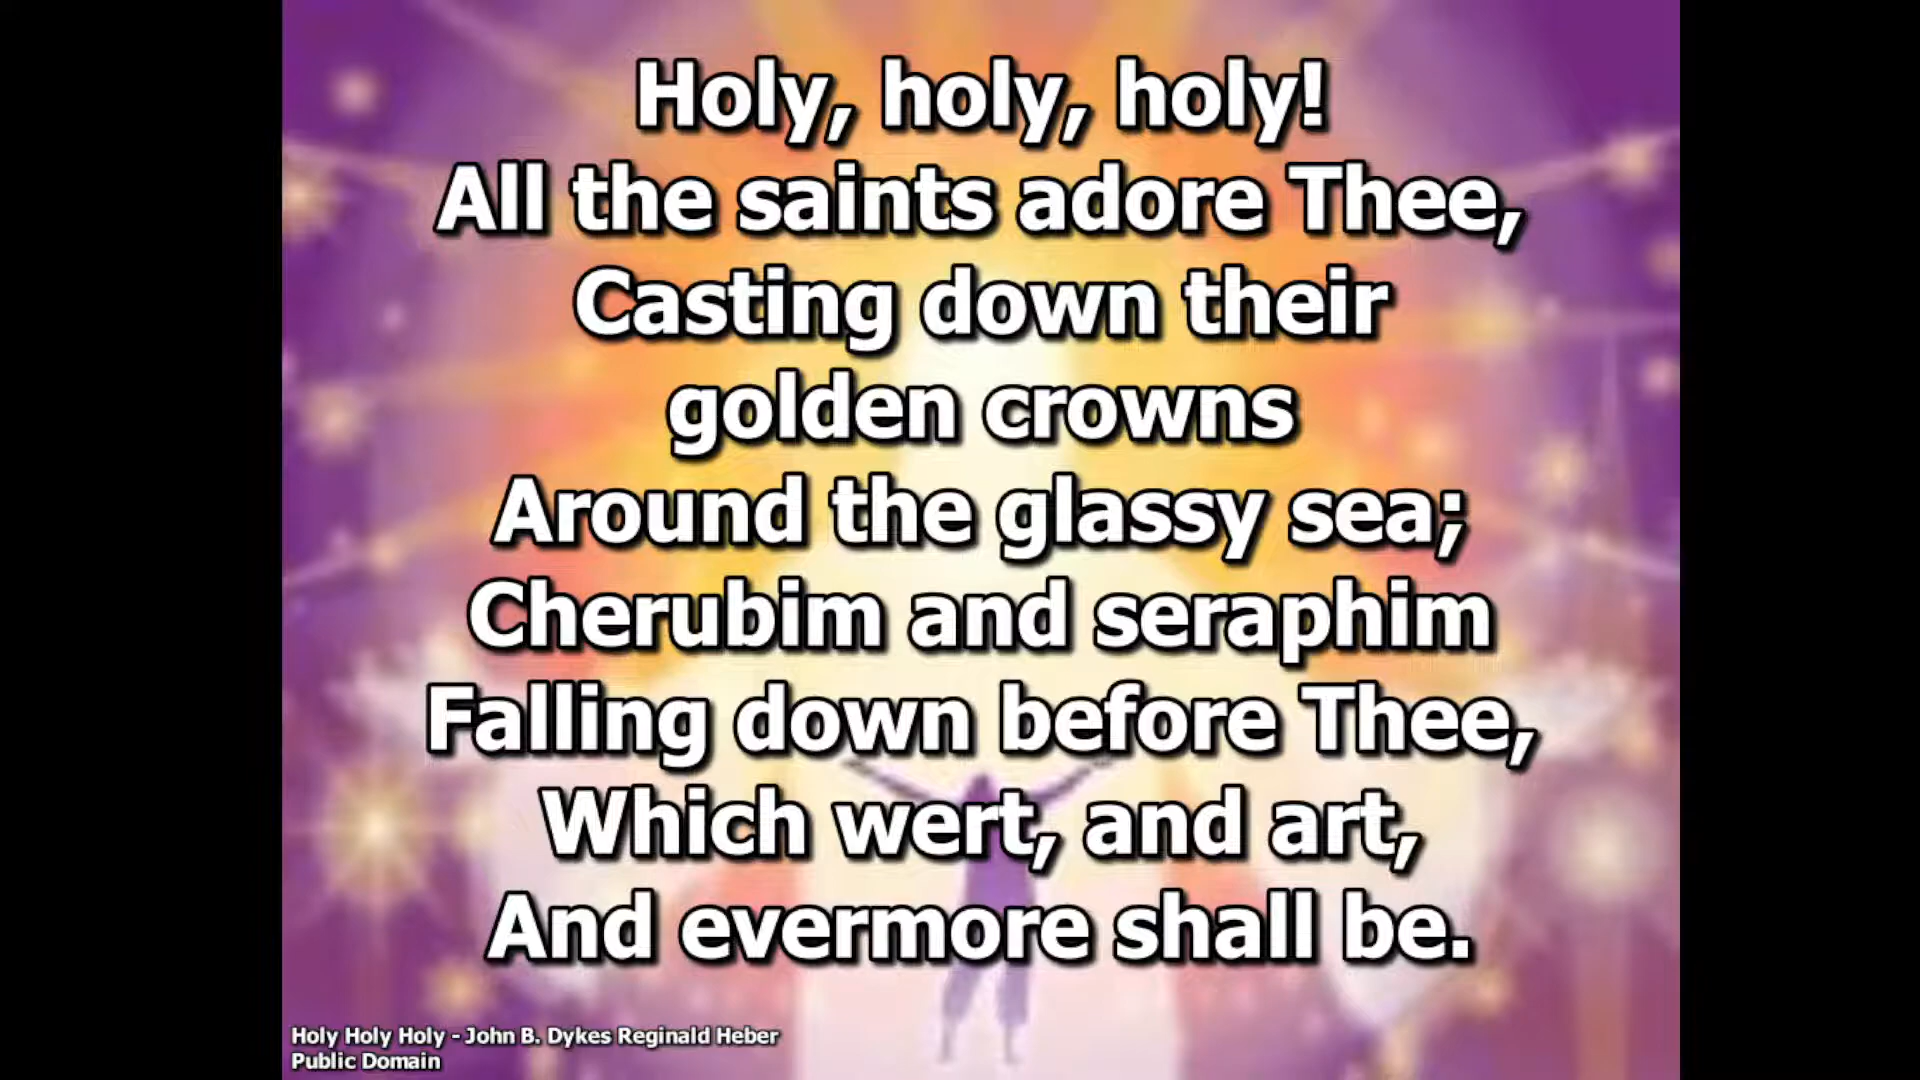 Holy, holy, holy!
All the saints adore Thee,
Casting down their
golden crowns
Around the glassy sea;
Cherubim and seraphim
Falling down before Thee,
Which wert, and art,
And evermore shall be.
Holy Holy Holy - John B. Dykes Reginald Heber
Public Domain